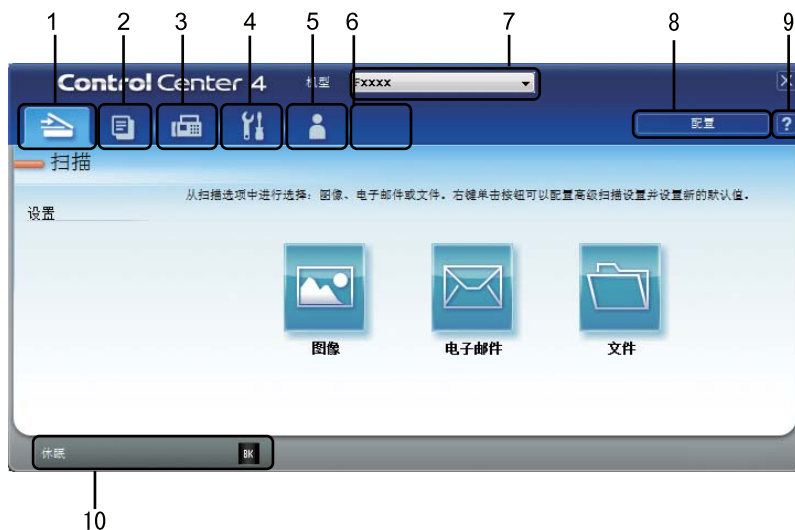 1 2 3 4 5 6 7 8 9
Control Center 4 机型 Fxxxx
配置 ?
扫描
从扫描选项中进行选择：图像、电子邮件或文件。右键单击按钮可以配置高级扫描设置并设置新的默认值。
设置
图像 电子邮件 文件
休眠 BK
10